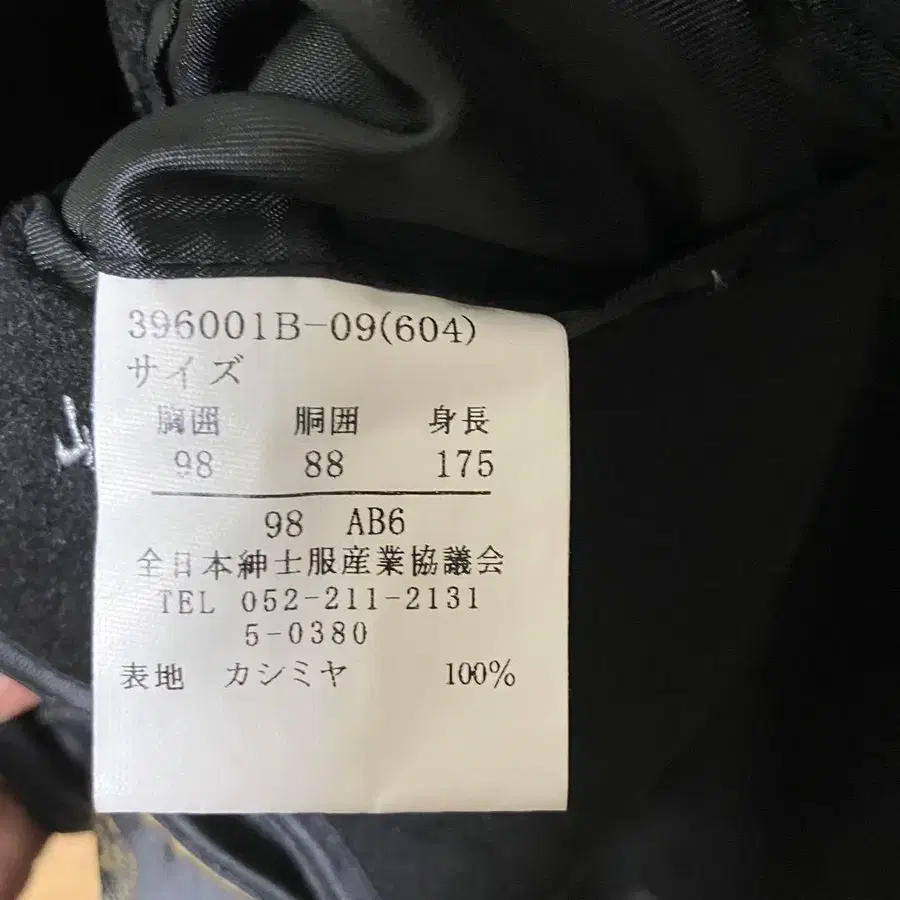 396001B-09(604)
サイズ
胸囲 胴囲 身長
98 88 175
98 AB6
全日本紳士服産業協議会
TEL 052-211-2131
5-0380
表地 カシミヤ 100%